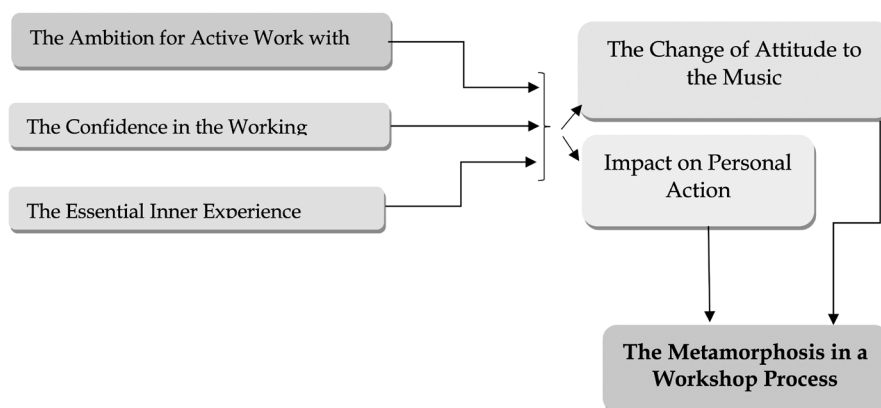 The Ambition for Active Work with
The Confidence in the Working
The Essential Inner Experience
The Change of Attitude to
the Music
Impact on Personal
Action
The Metamorphosis in a
Workshop Process